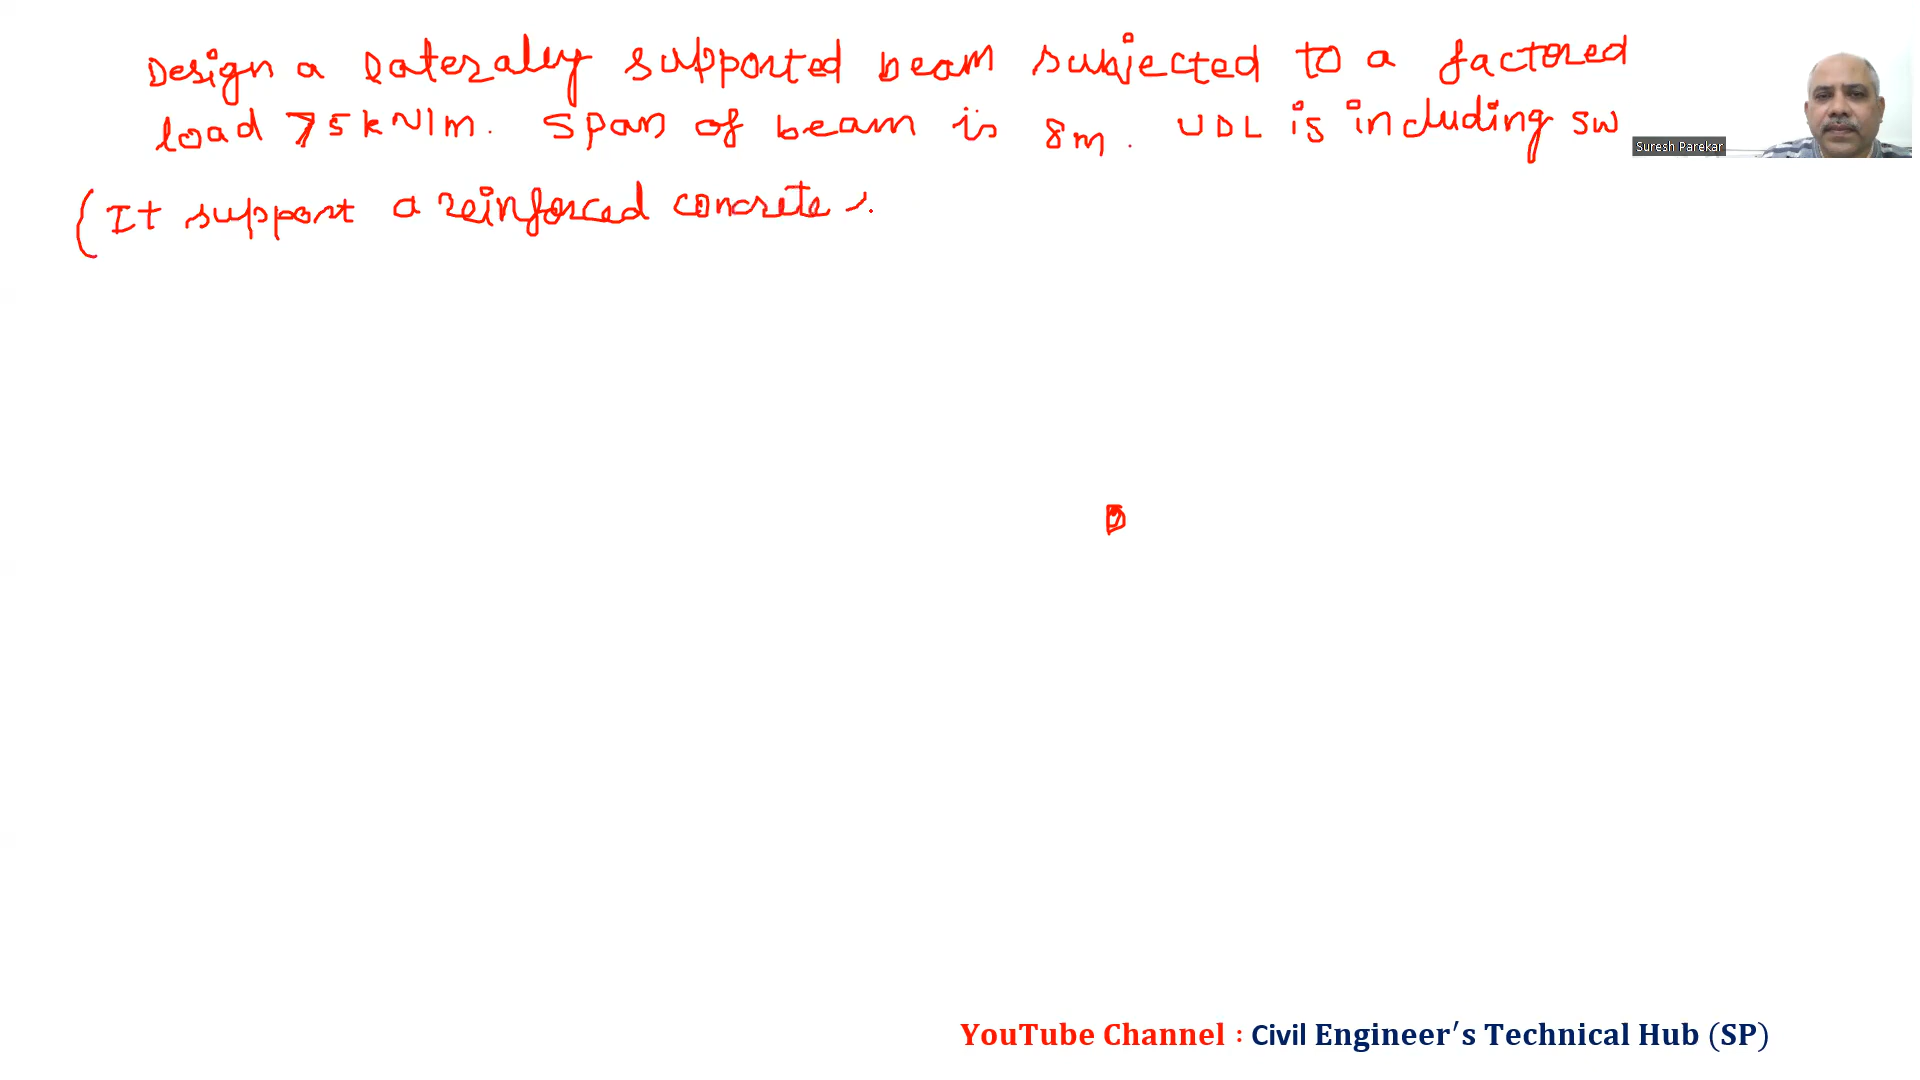 Design a laterally supported beam subjected to a factored
load 75 kN/m. Span of beam is 8m. UDL is including SW
(It support a reinforced concrete
Suresh Parekar
YouTube Channel : Civil Engineer's Technical Hub (SP)